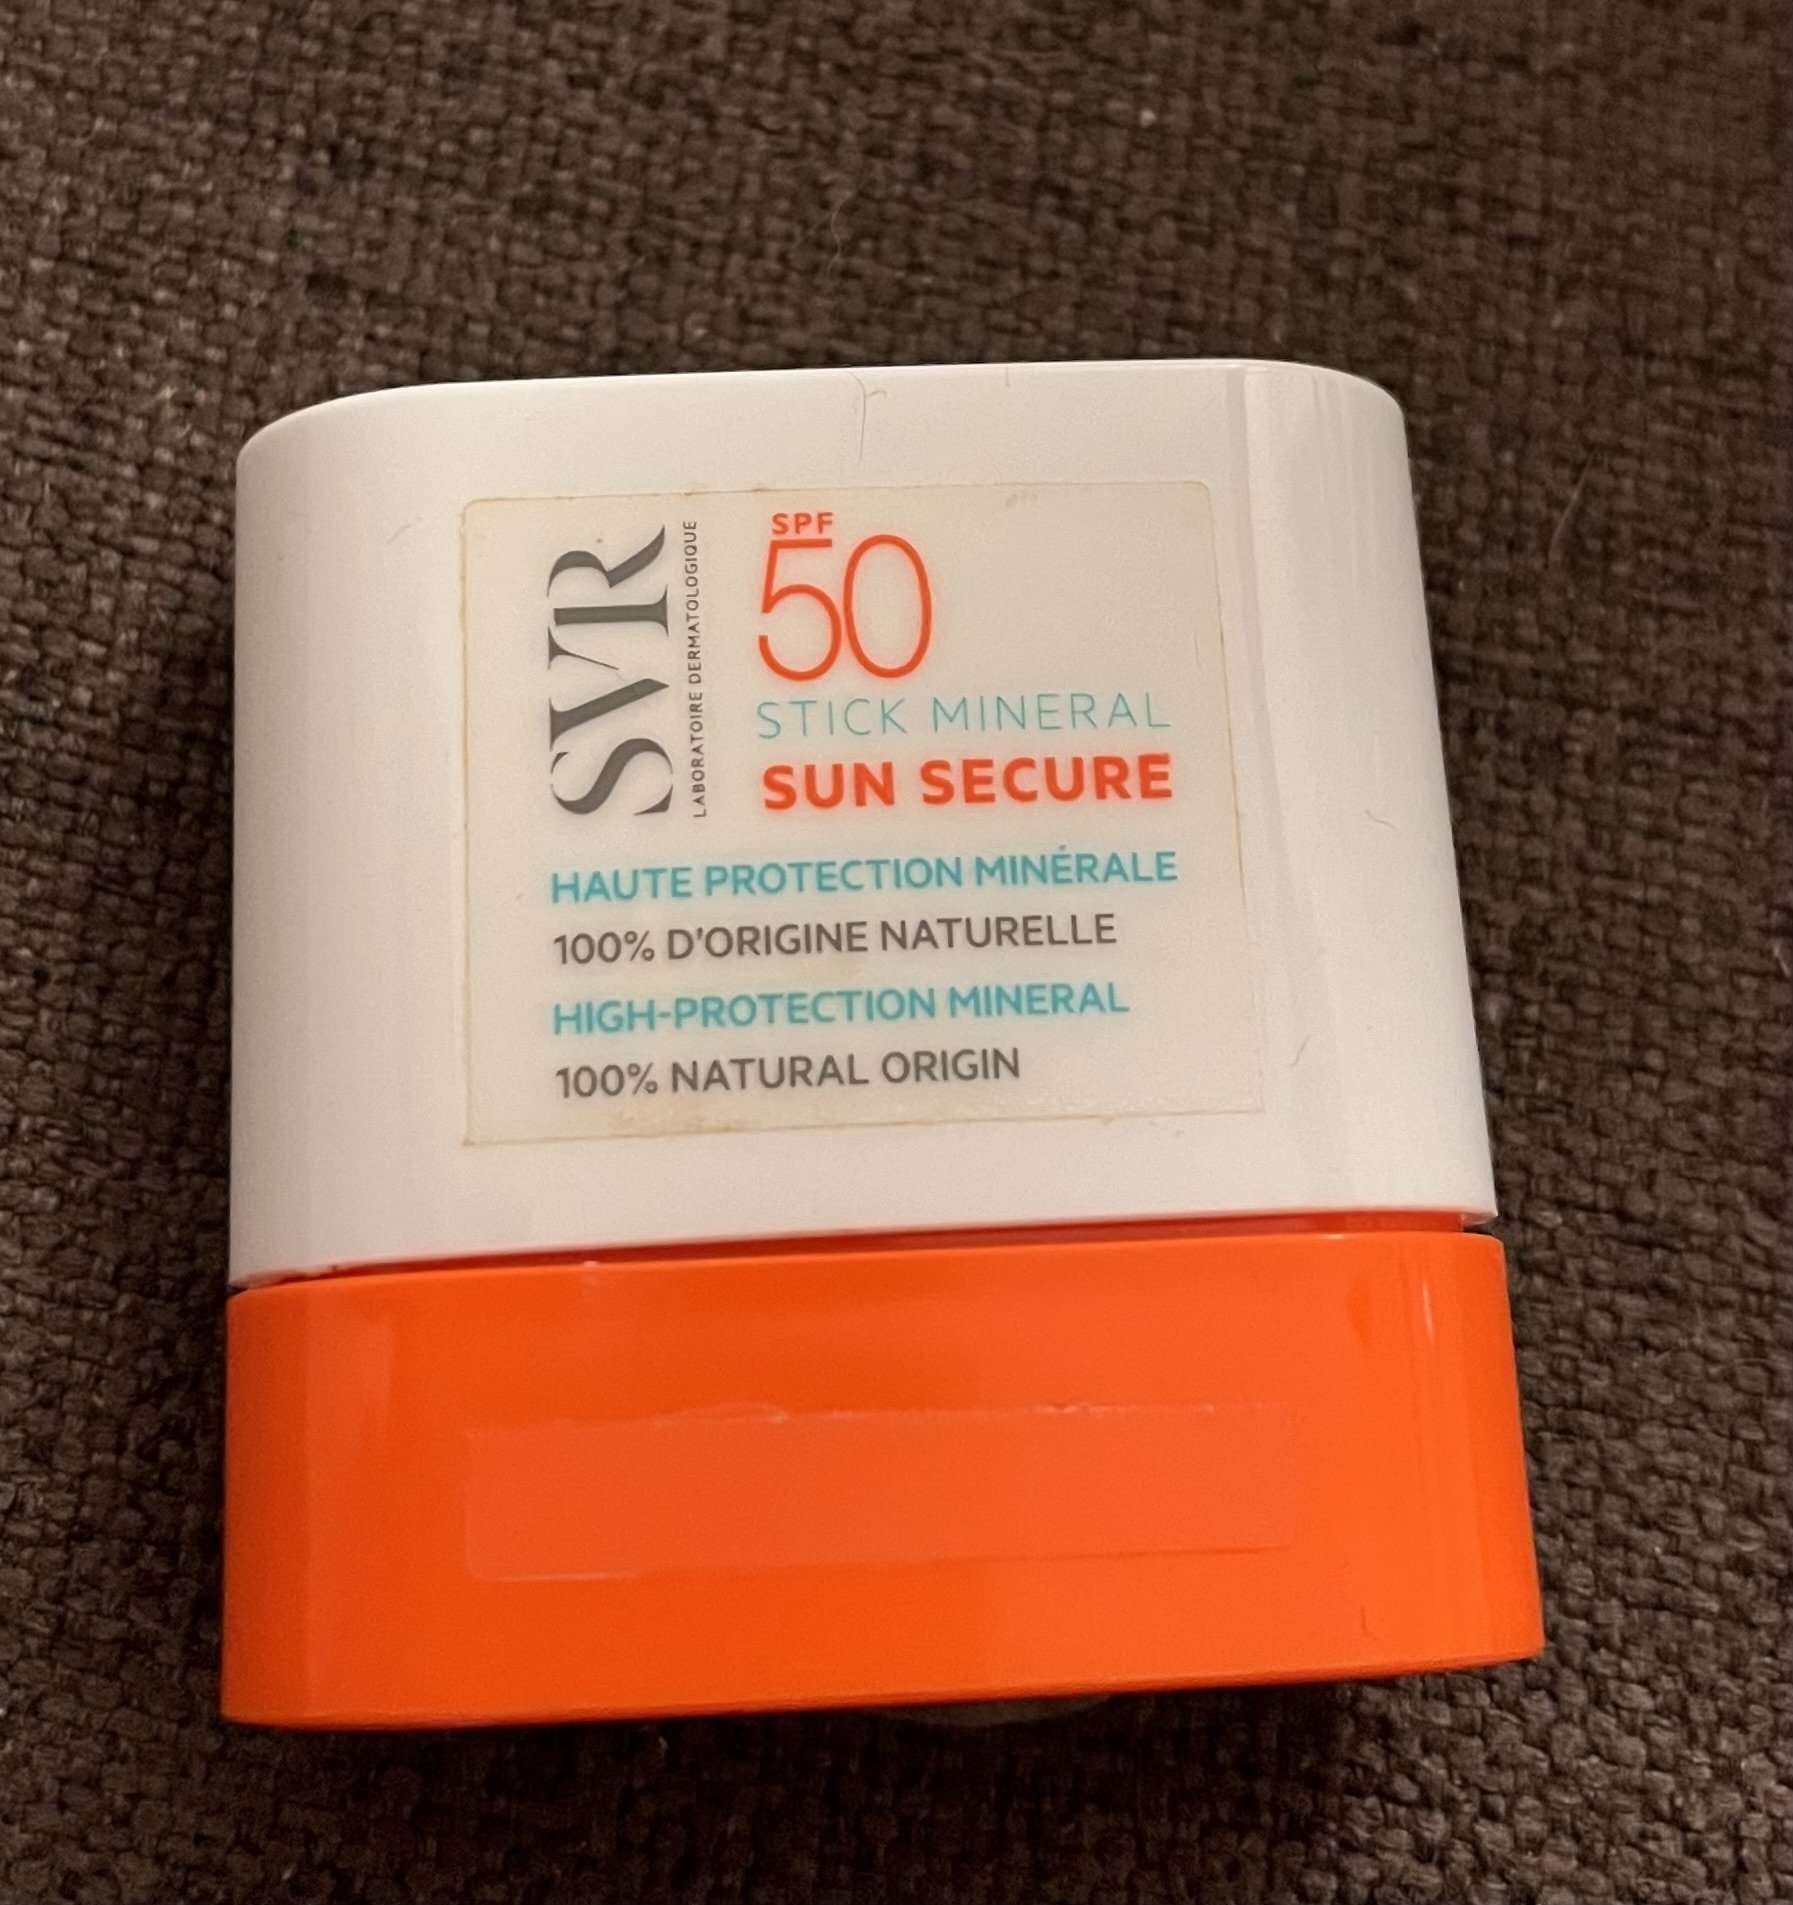 SVR
LABORATOIRE DERMATOLOGIQUE
SPF
50
STICK MINERAL
SUN SECURE
HAUTE PROTECTION MINÉRALE
100% D'ORIGINE NATURELLE
HIGH-PROTECTION MINERAL
100% NATURAL ORIGIN